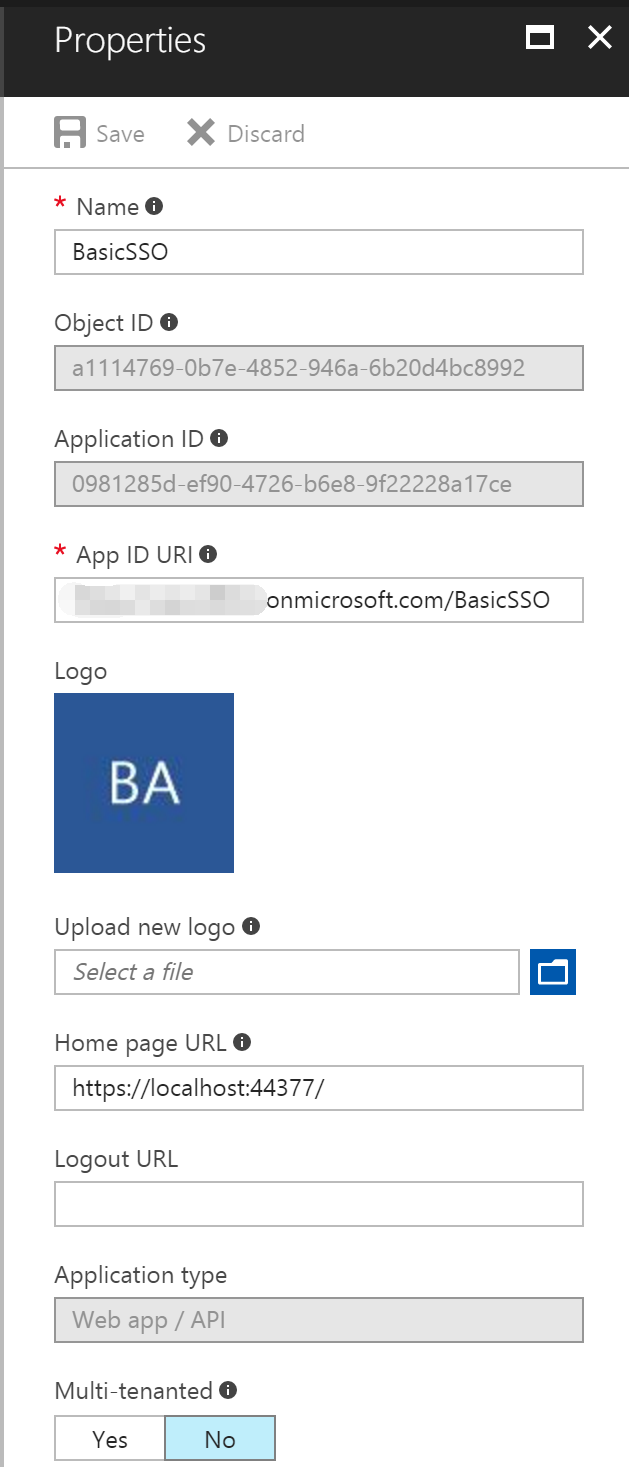 Properties
Save Discard
* Name
BasicSSO
Object ID
a1114769-0b7e-4852-946a-6b20d4bc8992
Application ID
0981285d-ef90-4726-b6e8-9f22228a17ce
* App ID URI
onmicrosoft.com/BasicSSO
Logo
BA
Upload new logo
Select a file
Home page URL
https://localhost:44377/
Logout URL
Application type
Web app / API
Multi-tenanted
Yes No